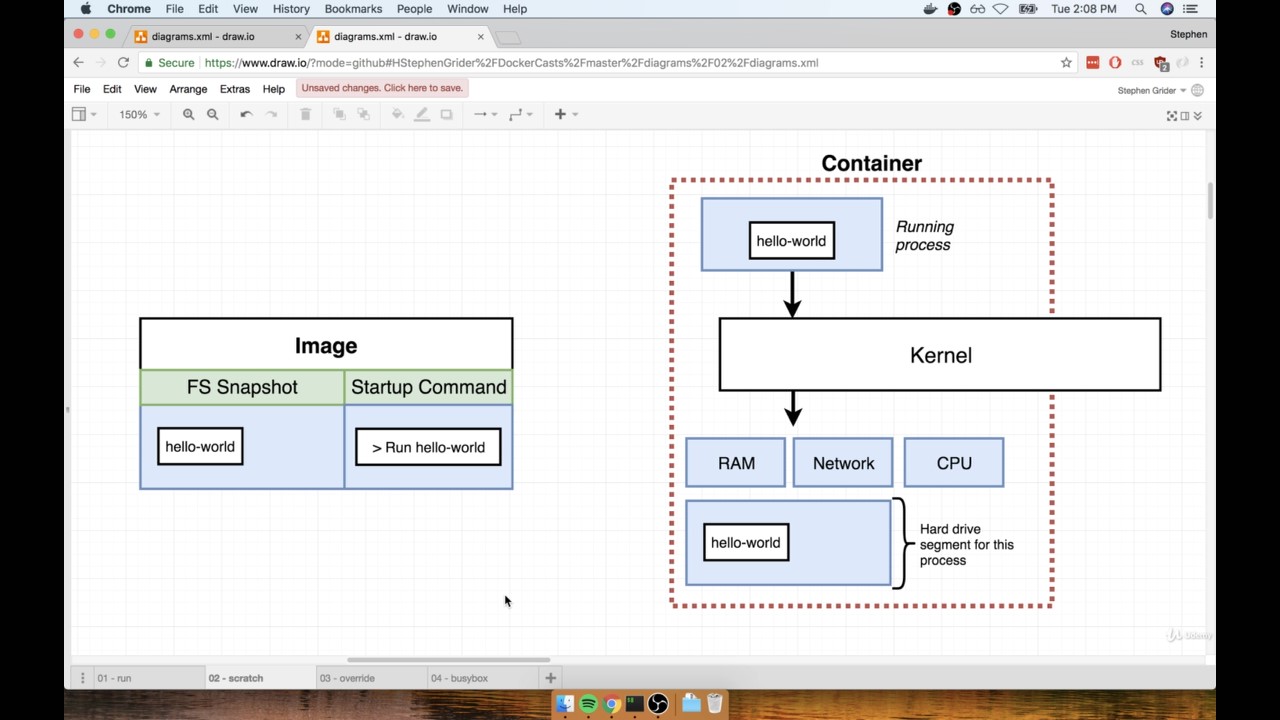 Chrome File Edit View History Bookmarks People Window Help Tue 2:08 PM
diagrams.xml - draw.io diagrams.xml - draw.io Stephen
Secure https://www.draw.io/?mode=github#HStephenGrider%2FDockerCasts%2Fmaster%2Fdiagrams%2F02%2Fdiagrams.xml
File Edit View Arrange Extras Help Unsaved changes. Click here to save. Stephen Grider
150%
Container
hello-world
Running
process
Kernel
Image
FS Snapshot Startup Command
hello-world > Run hello-world
RAM Network CPU
hello-world
Hard drive
segment for this
process
Udemy
01 - run 02 - scratch 03 - override 04 - busybox